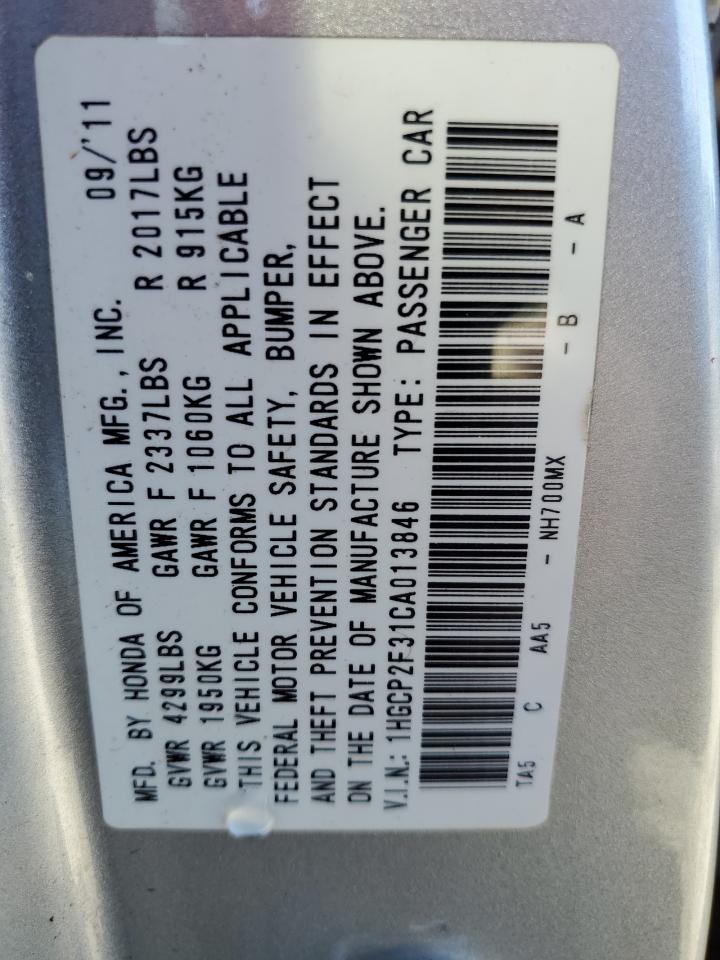 MFD. BY HONDA OF AMERICA MFG., INC. 09/'11
GVWR 4299LBS GAWR F 2337LBS R 2017LBS
GVWR 1950KG GAWR F 1060KG R 915KG
THIS VEHICLE CONFORMS TO ALL APPLICABLE
FEDERAL MOTOR VEHICLE SAFETY, BUMPER,
AND THEFT PREVENTION STANDARDS IN EFFECT
ON THE DATE OF MANUFACTURE SHOWN ABOVE.
V.I.N.: 1HGCP2F31CA013846 TYPE: PASSENGER CAR
TA5 C AA5 - NH700MX - B - A